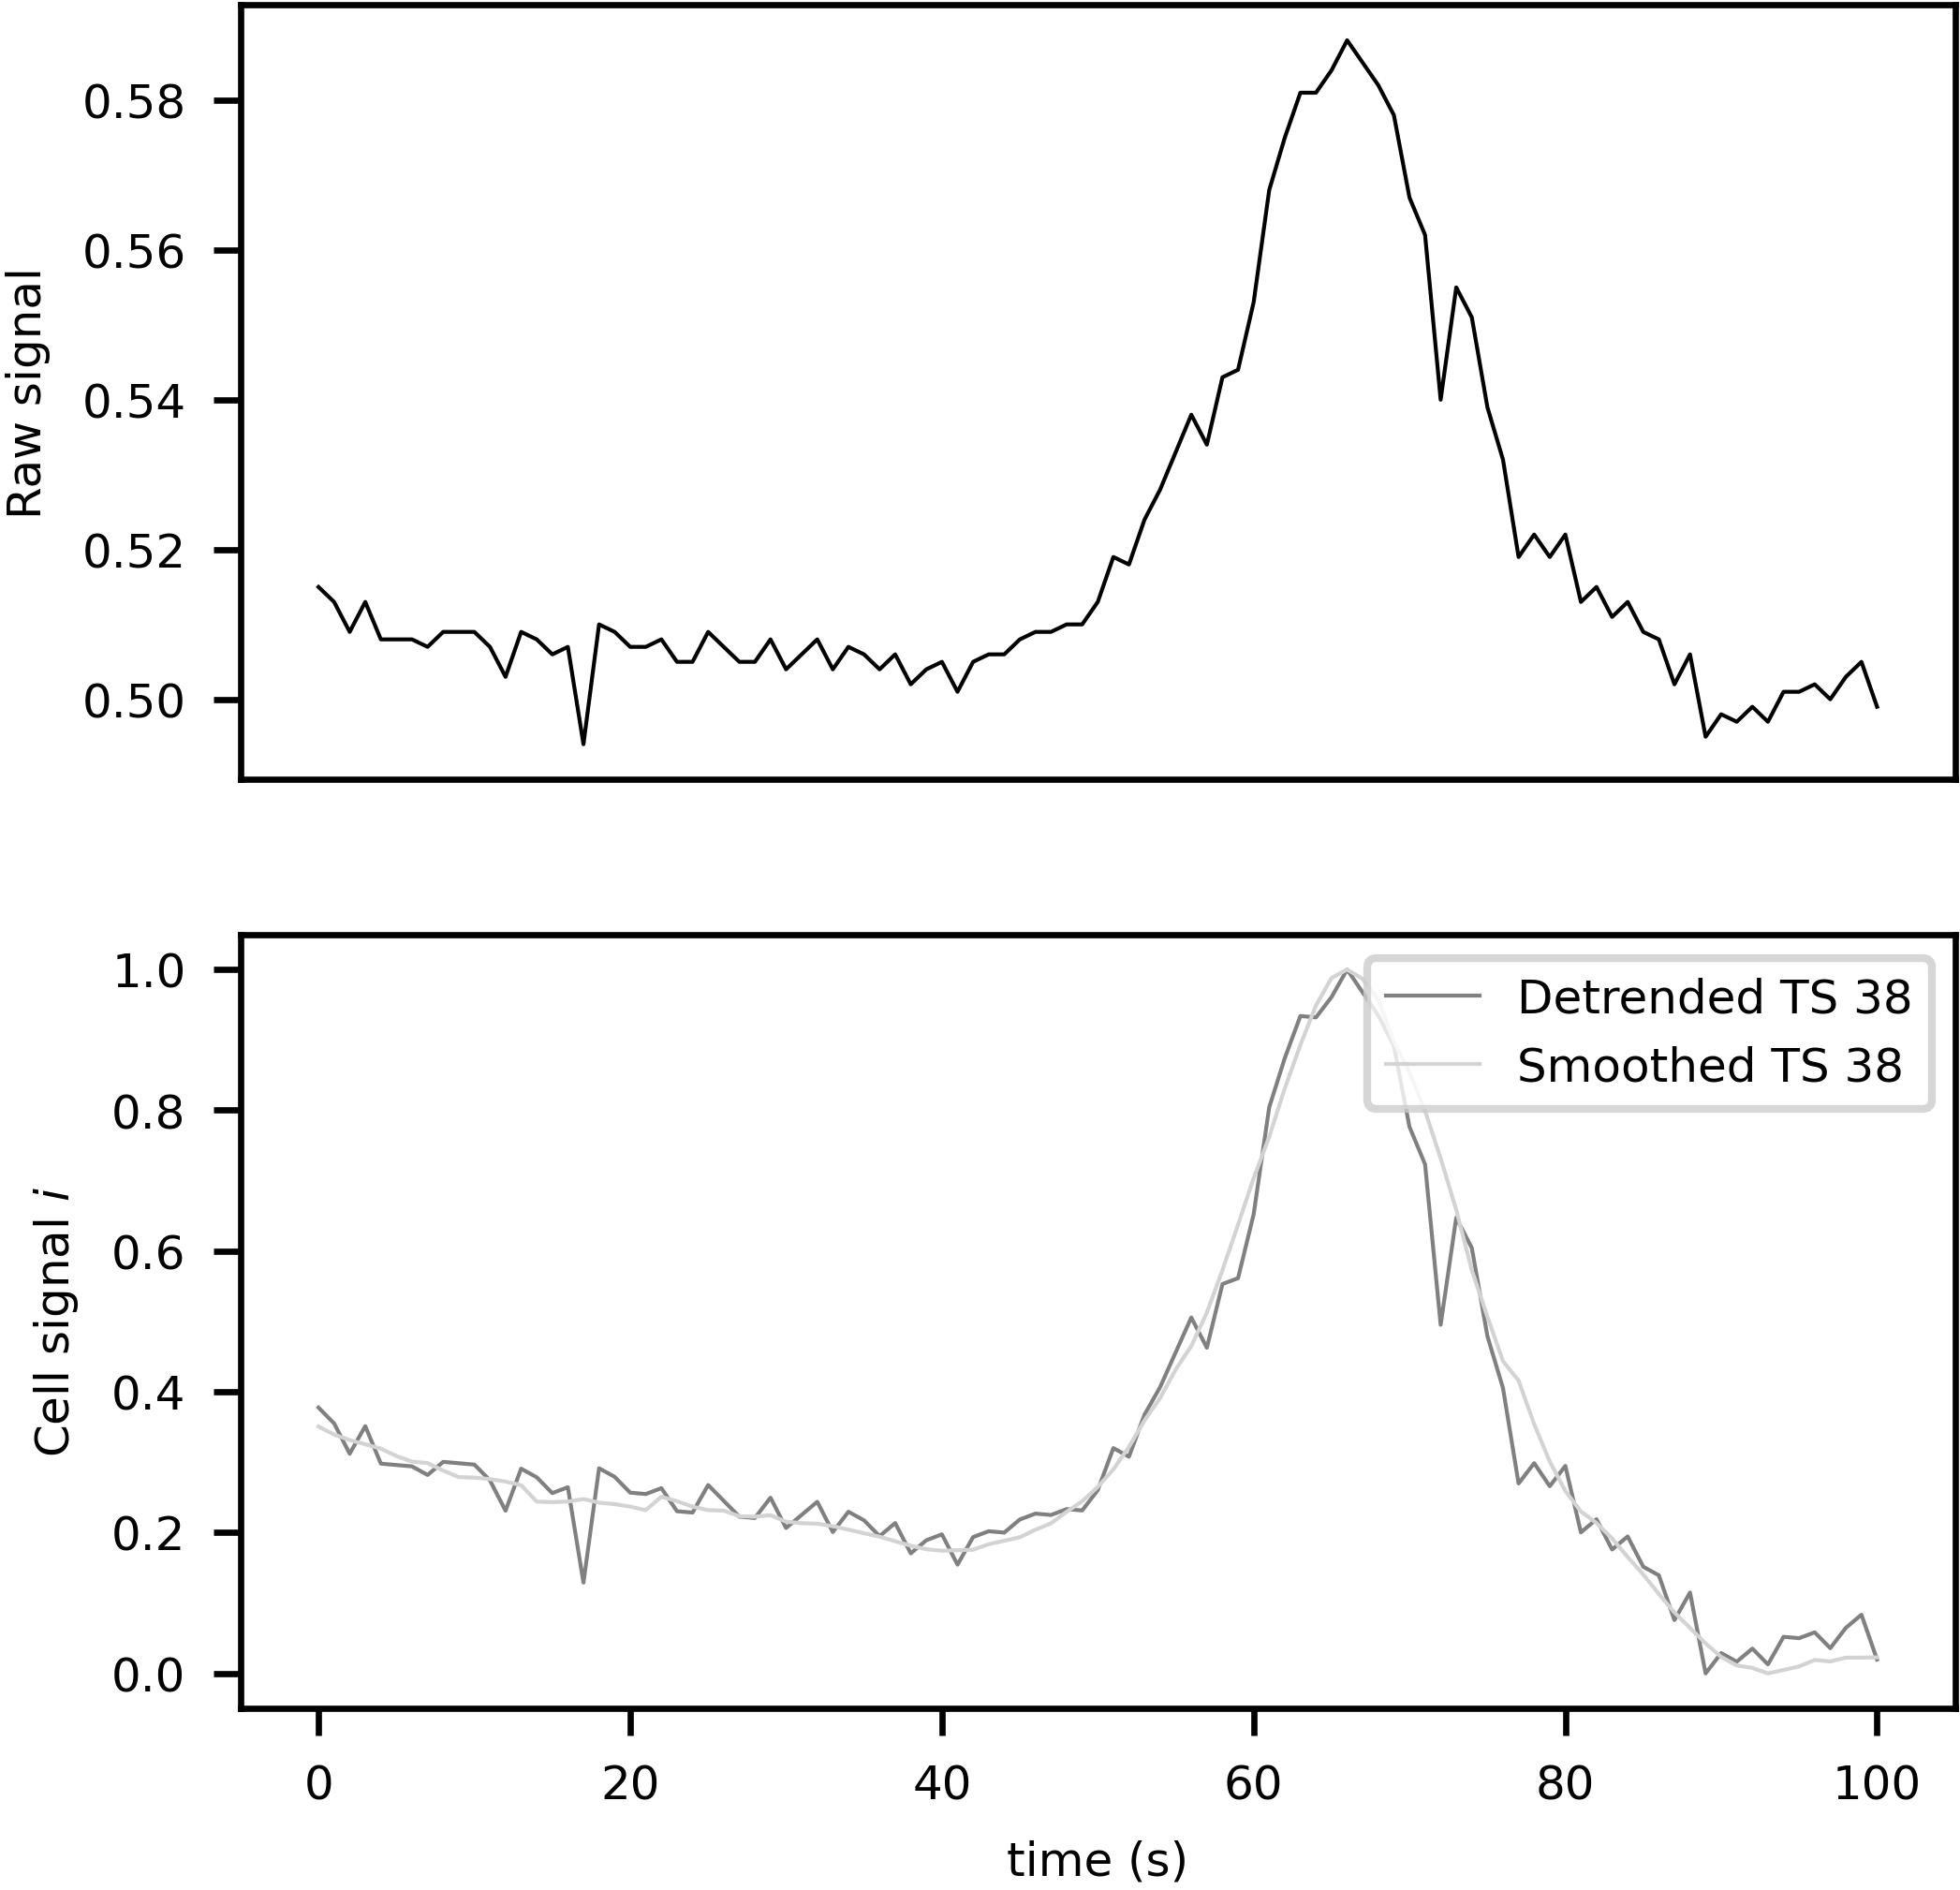 Raw signal
0.58
0.56
0.54
0.52
0.50
Cell signal i
1.0
0.8
0.6
0.4
0.2
0.0
Detrended TS 38
Smoothed TS 38
0 20 40 60 80 100
time (s)